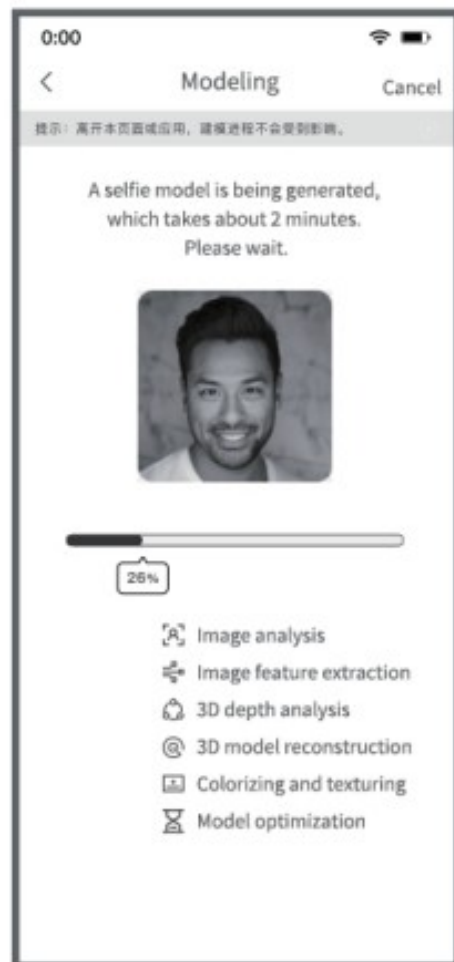 0:00
Modeling
Cancel
提示：离开本页面或应用，建模进程不会受到影响。
A selfie model is being generated,
which takes about 2 minutes.
Please wait.
26%
Image analysis
Image feature extraction
3D depth analysis
3D model reconstruction
Colorizing and texturing
Model optimization